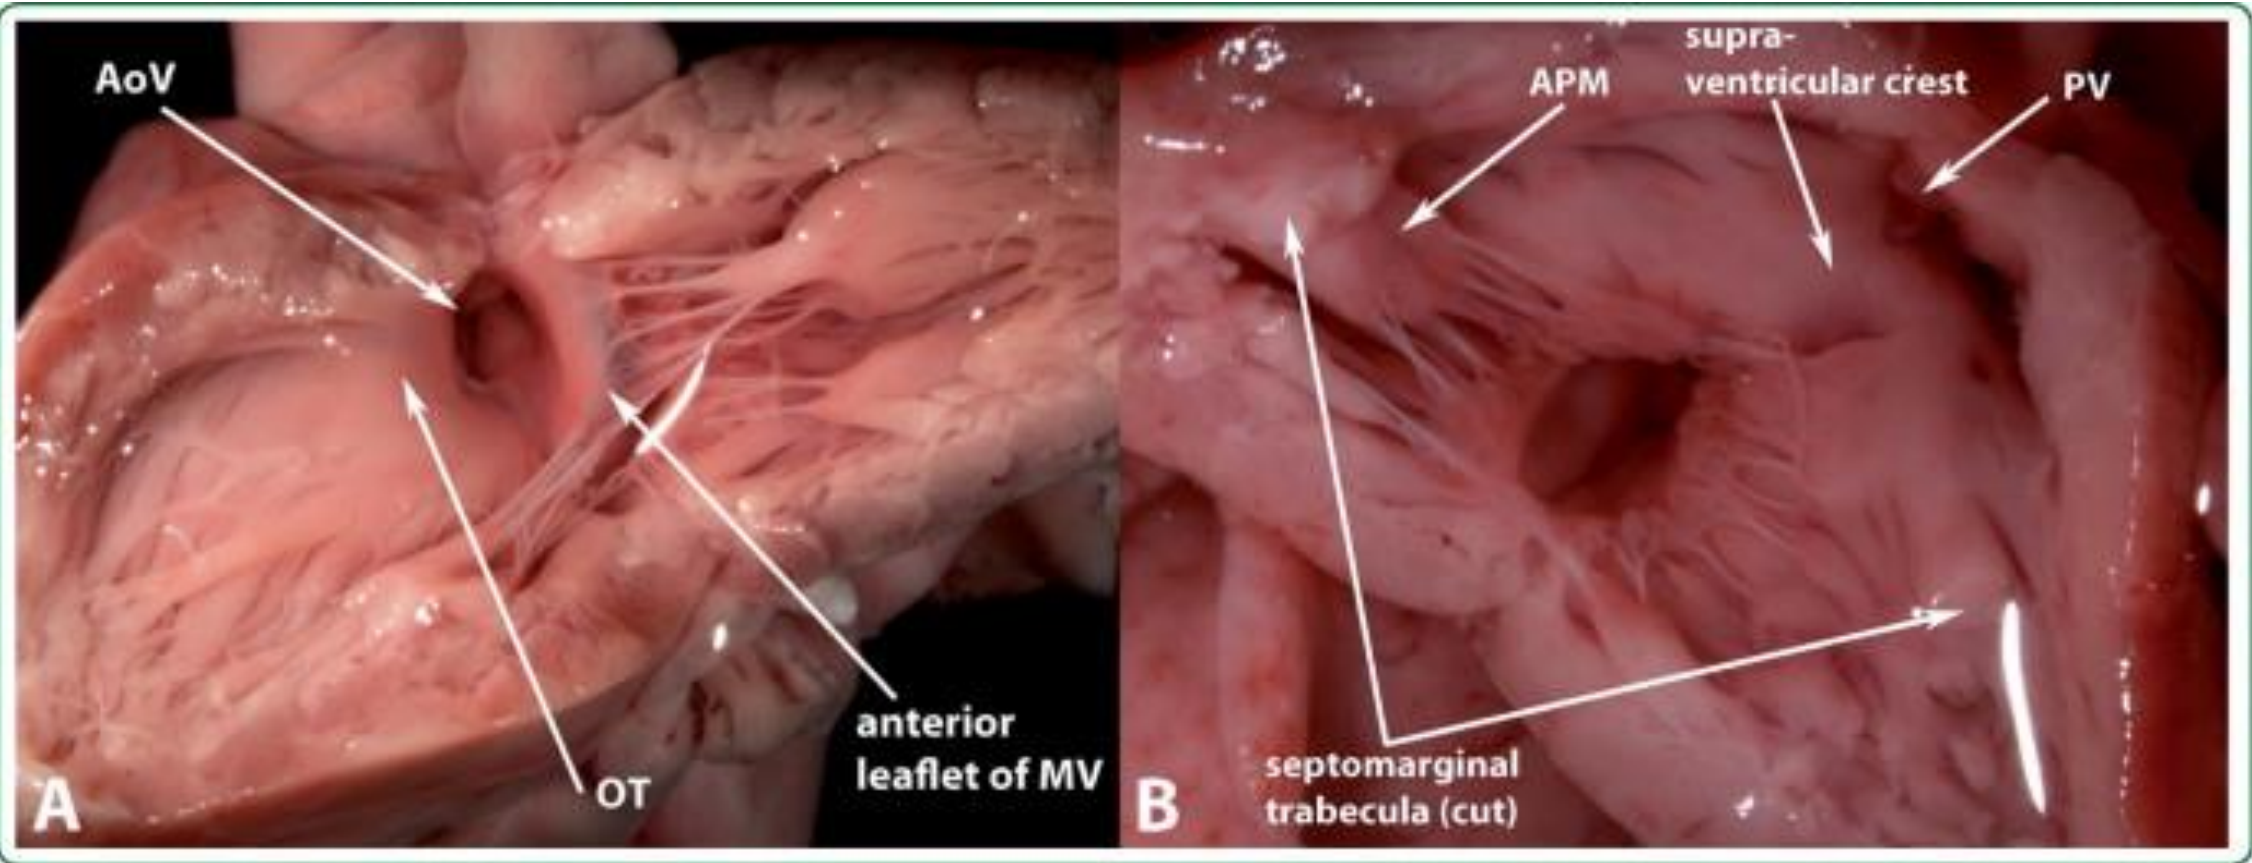 AoV
OT
anterior
leaflet of MV
A
supra-
ventricular crest
APM
PV
septomarginal
trabecula (cut)
B